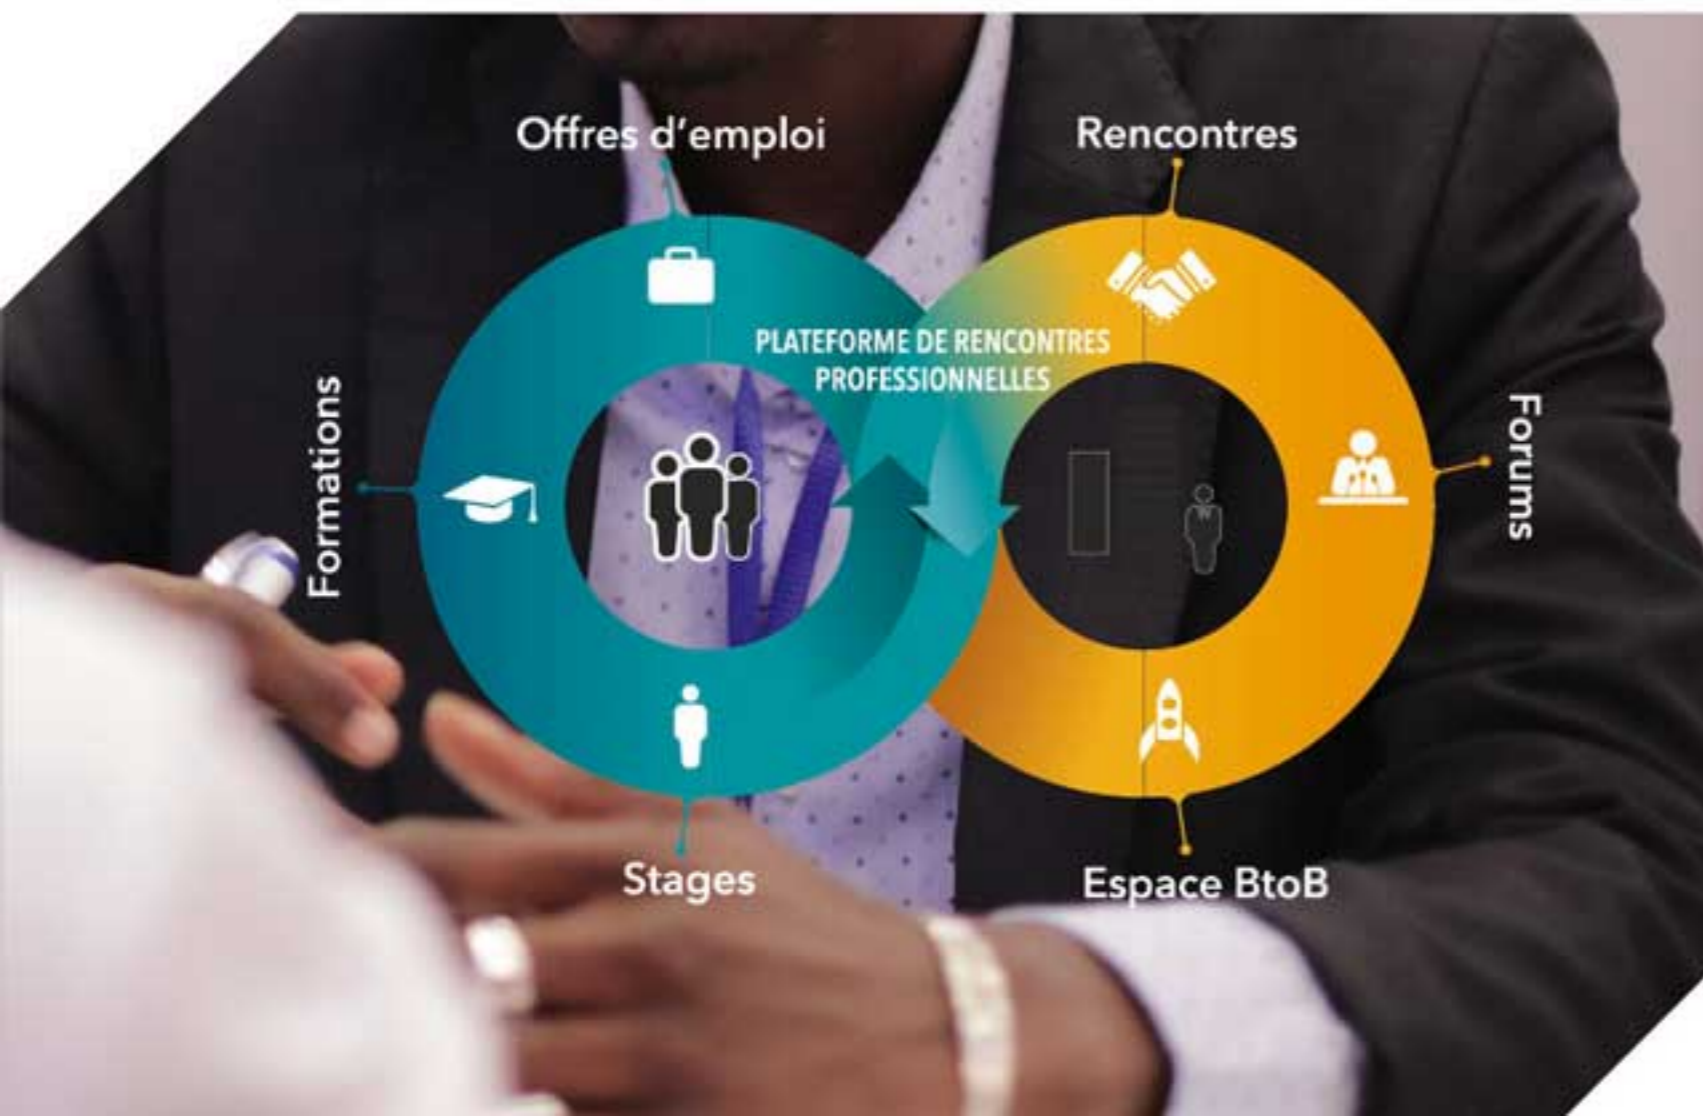 Offres d'emploi
Rencontres
PLATEFORME DE RENCONTRES
PROFESSIONNELLES
Formations
Forums
Stages
Espace BtoB